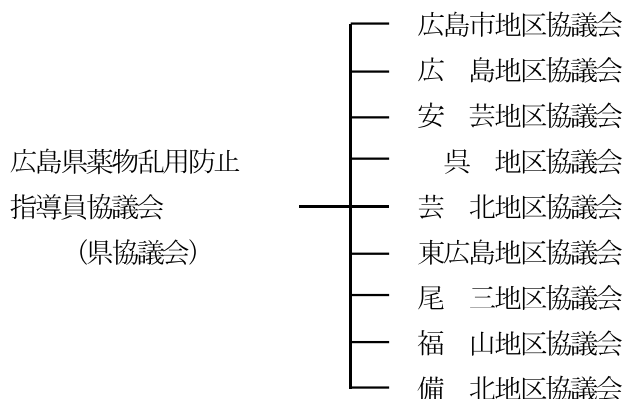 広島県薬物乱用防止
指導員協議会
（県協議会）
広島市地区協議会
広　島地区協議会
安　芸地区協議会
呉　地区協議会
芸　北地区協議会
東広島地区協議会
尾　三地区協議会
福　山地区協議会
備　北地区協議会